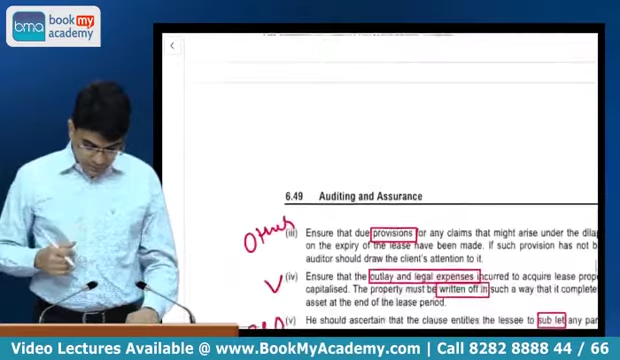 bma
book my
academy
6.49 Auditing and Assurance
Others
(iii) Ensure that due provisions for any claims that might arise under the dilap
on the expiry of the lease have been made. If such provision has not b
auditor should draw the client's attention to it.
V
(iv) Ensure that the outlay and legal expenses incurred to acquire lease prope
capitalised. The property must be written off in such a way that it complete
asset at the end of the lease period.
(v) He should ascertain that the clause entitles the lessee to sub let any par
Video Lectures Available @ www.BookMyAcademy.com | Call 8282 8888 44 / 66